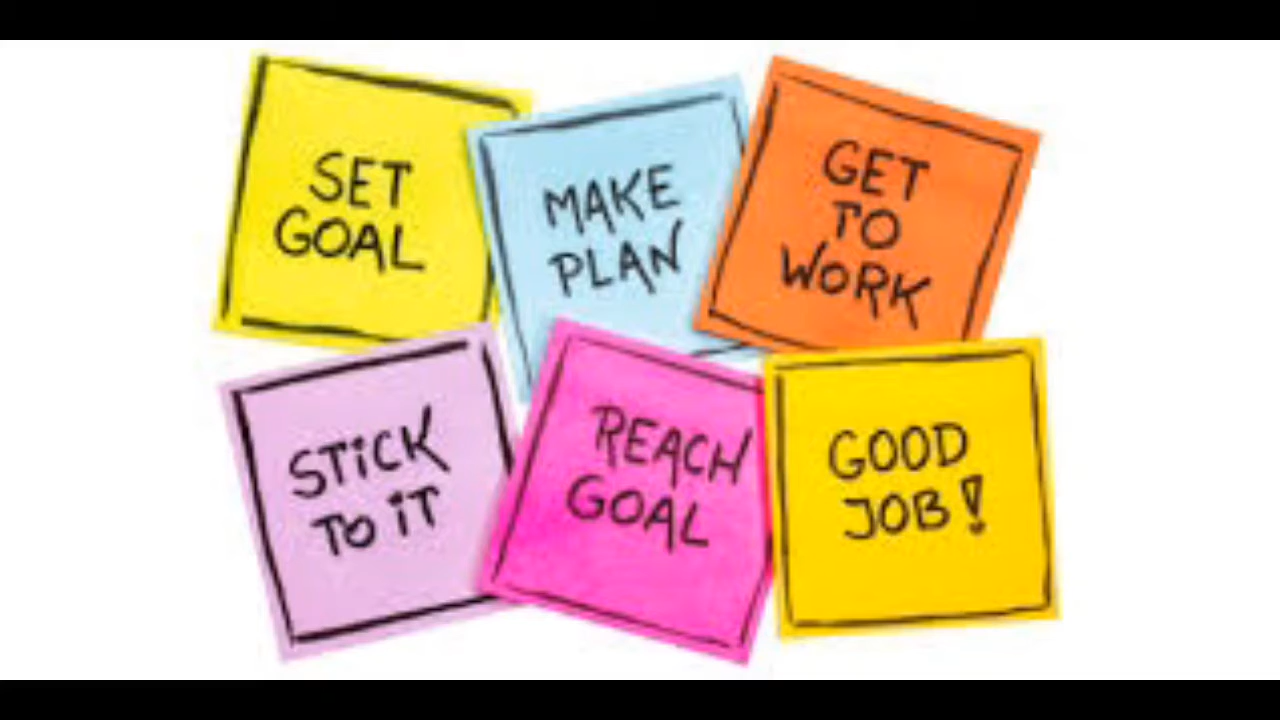 SET
GOAL
MAKE
PLAN
GET
TO
WORK
STiCK
TO iT
REACH
GOAL
GOOD
JOB!